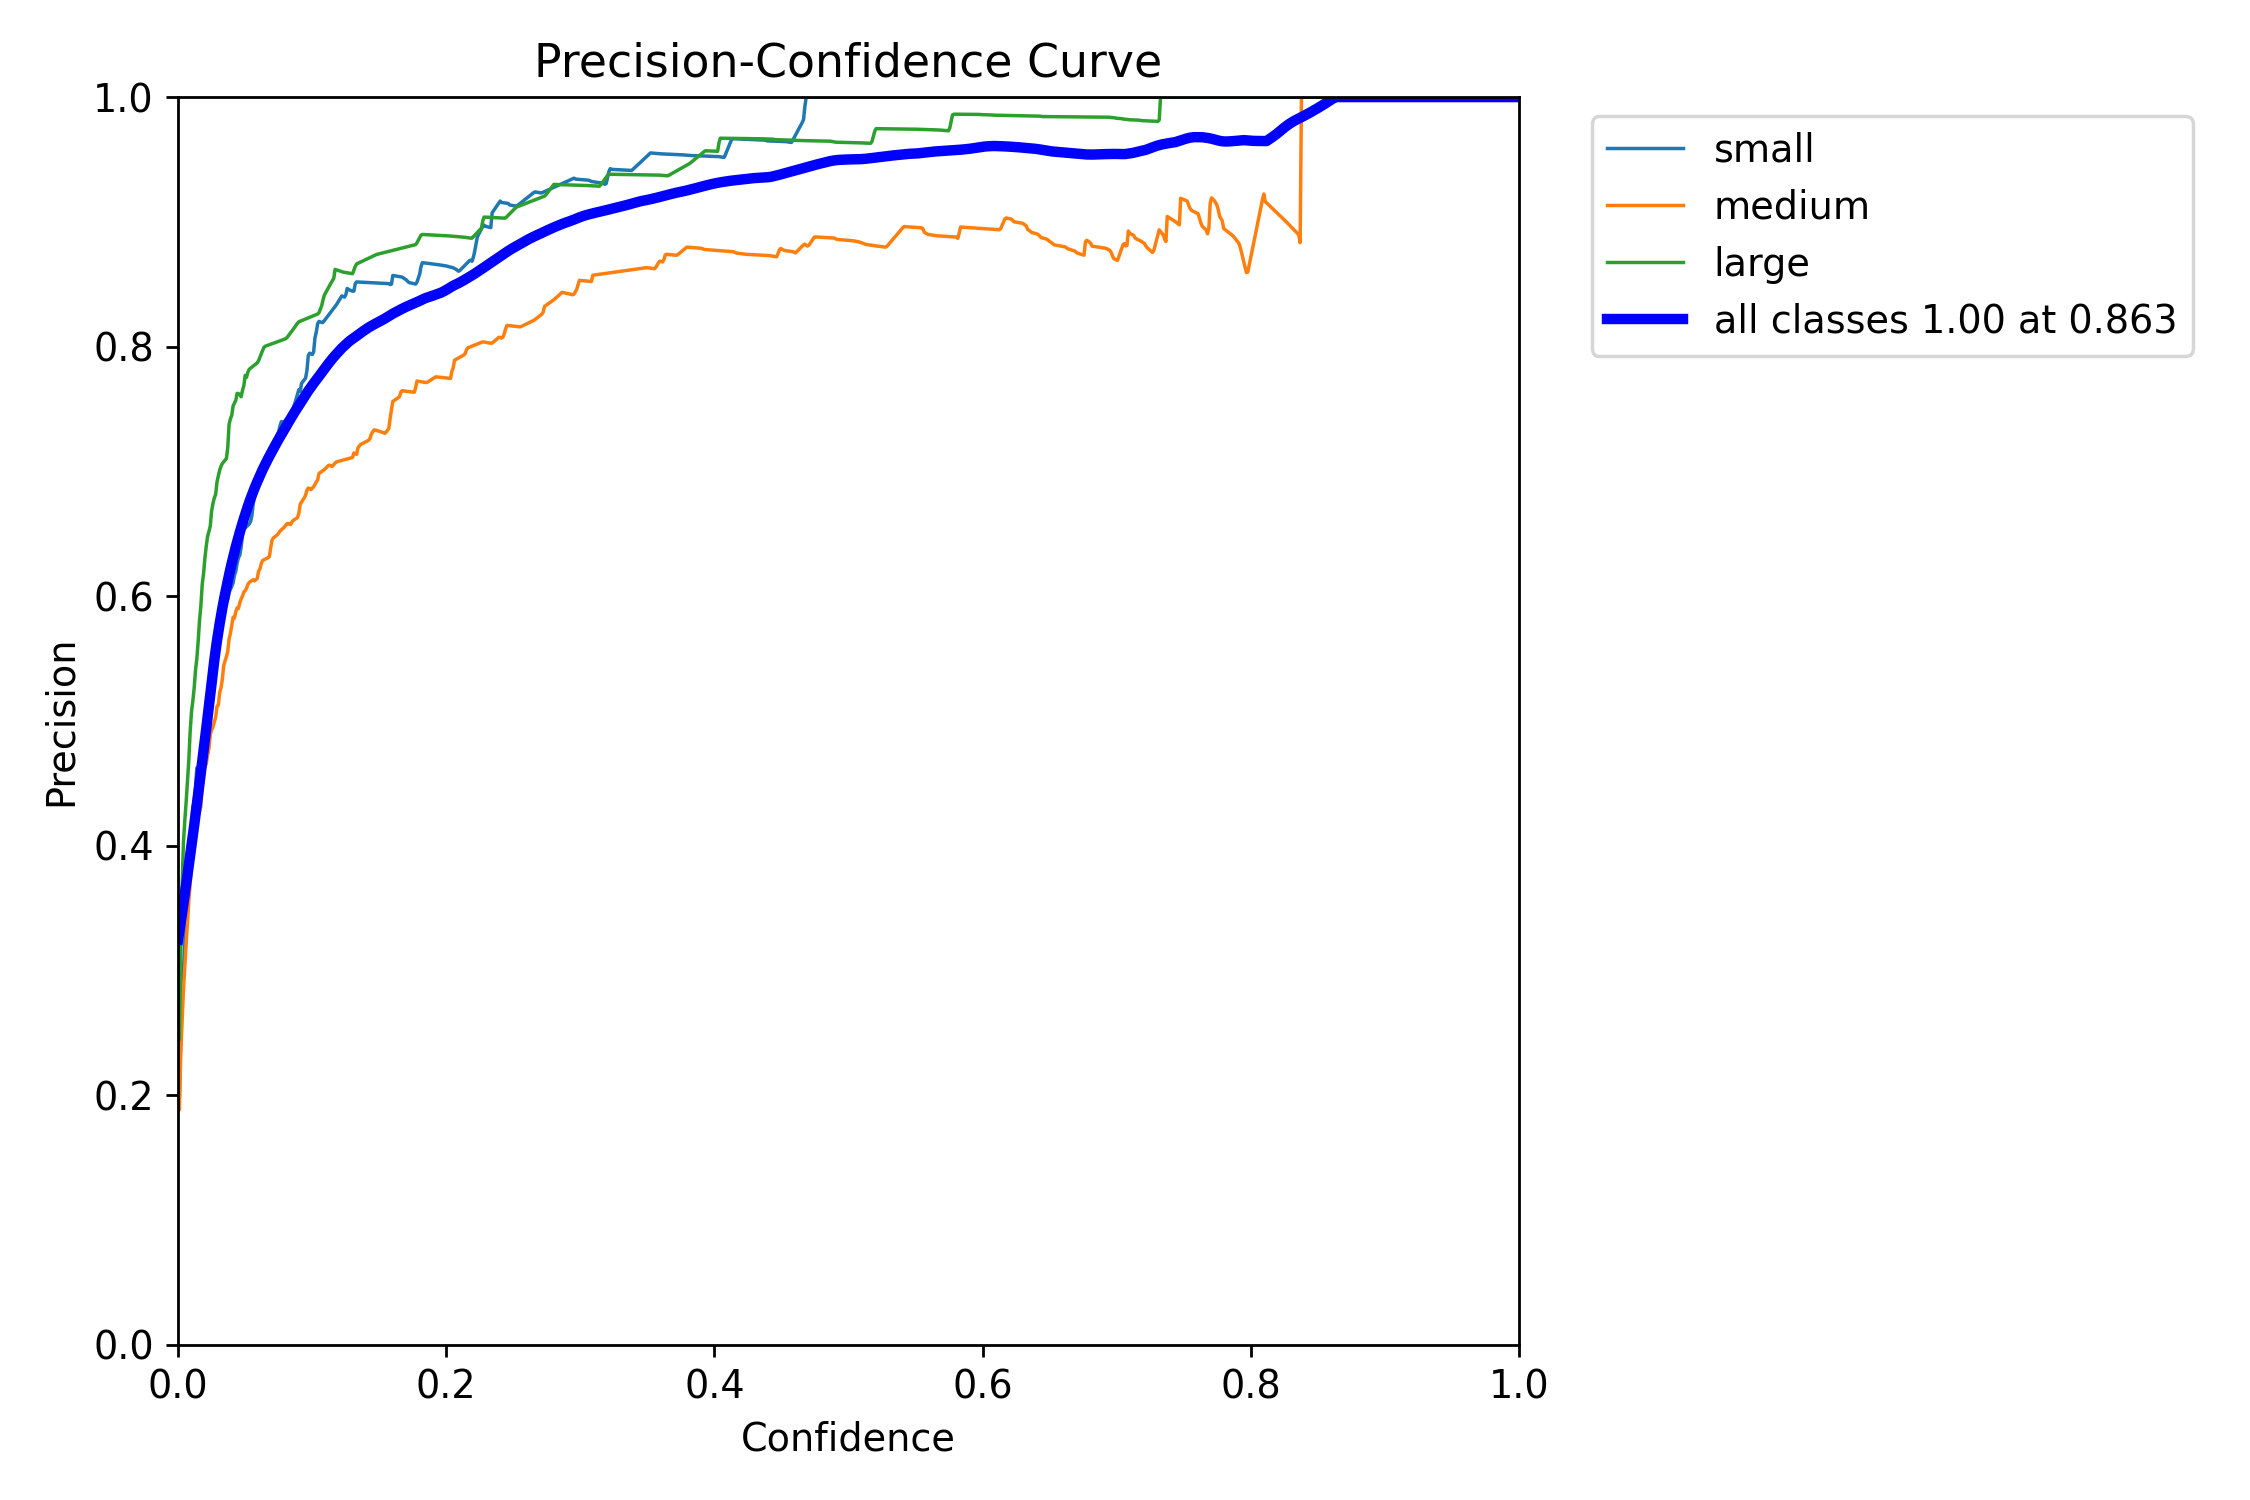 Precision-Confidence Curve
1.0
0.8
0.6
0.4
0.2
0.0
Precision
0.0 0.2 0.4 0.6 0.8 1.0
Confidence
small
medium
large
all classes 1.00 at 0.863